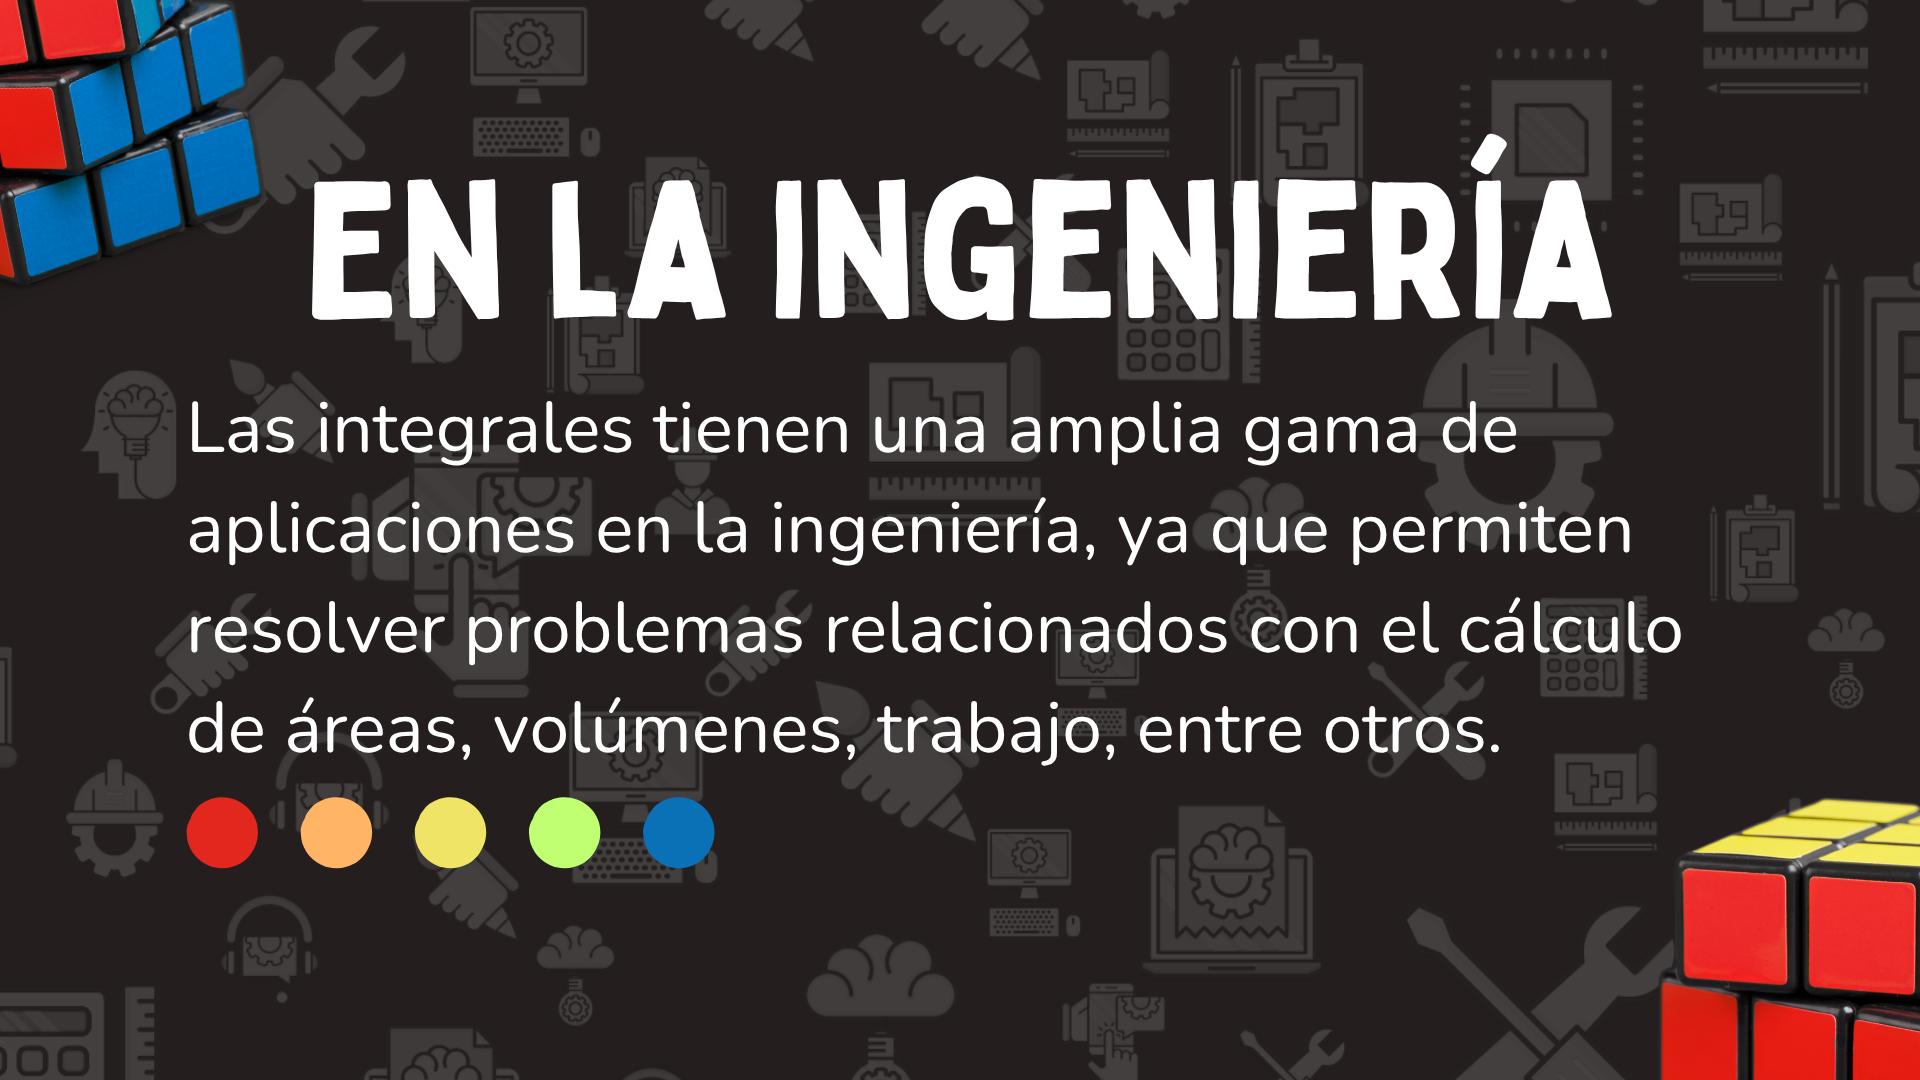 EN LA INGENIERÍA
Las integrales tienen una amplia gama de
aplicaciones en la ingeniería, ya que permiten
resolver problemas relacionados con el cálculo
de áreas, volúmenes, trabajo, entre otros.